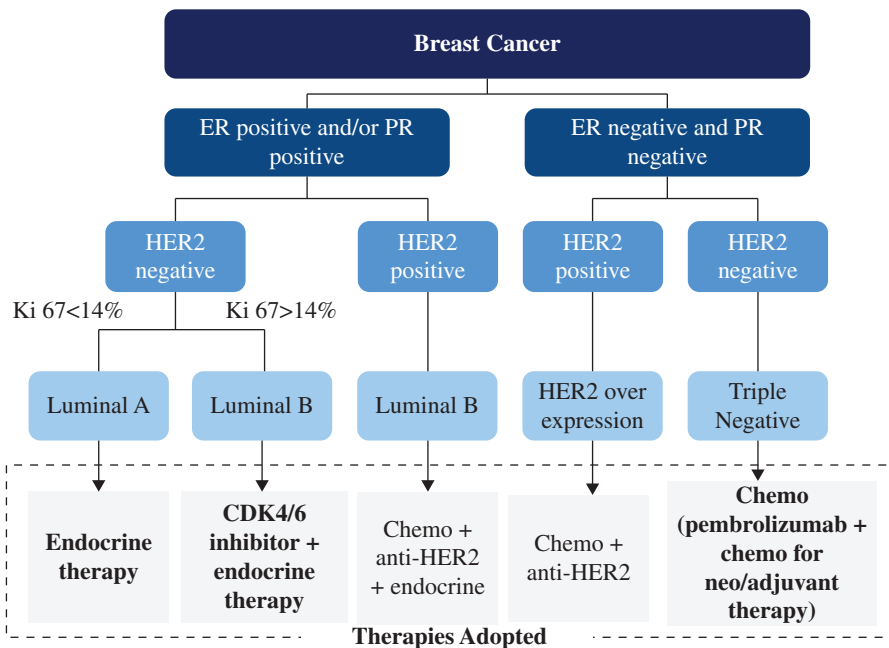 Breast Cancer
ER positive and/or PR
positive
ER negative and PR
negative
HER2
negative
HER2
positive
HER2
positive
HER2
negative
Ki 67<14%
Ki 67>14%
Luminal A
Luminal B
Luminal B
HER2 over
expression
Triple
Negative
Endocrine
therapy
CDK4/6
inhibitor +
endocrine
therapy
Chemo +
anti-HER2
+ endocrine
Chemo +
anti-HER2
Chemo
(pembrolizumab +
chemo for
neo/adjuvant
therapy)
Therapies Adopted